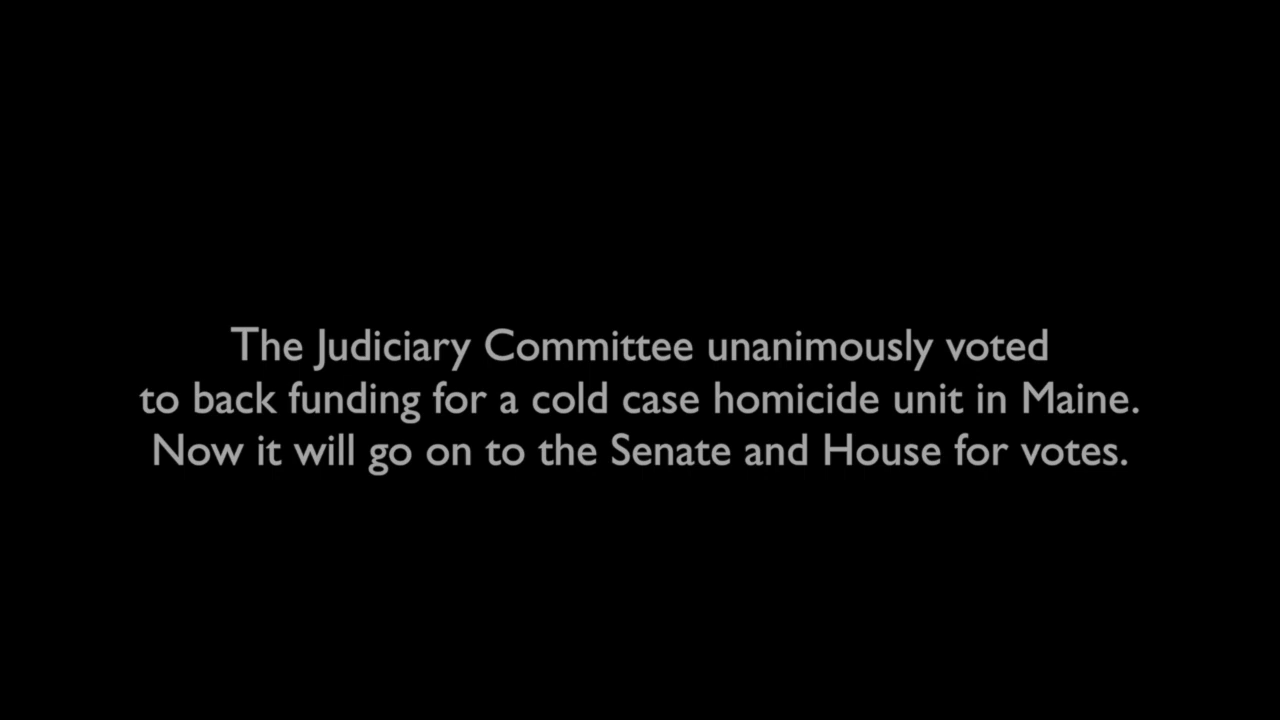 The Judiciary Committee unanimously voted
to back funding for a cold case homicide unit in Maine.
Now it will go on to the Senate and House for votes.